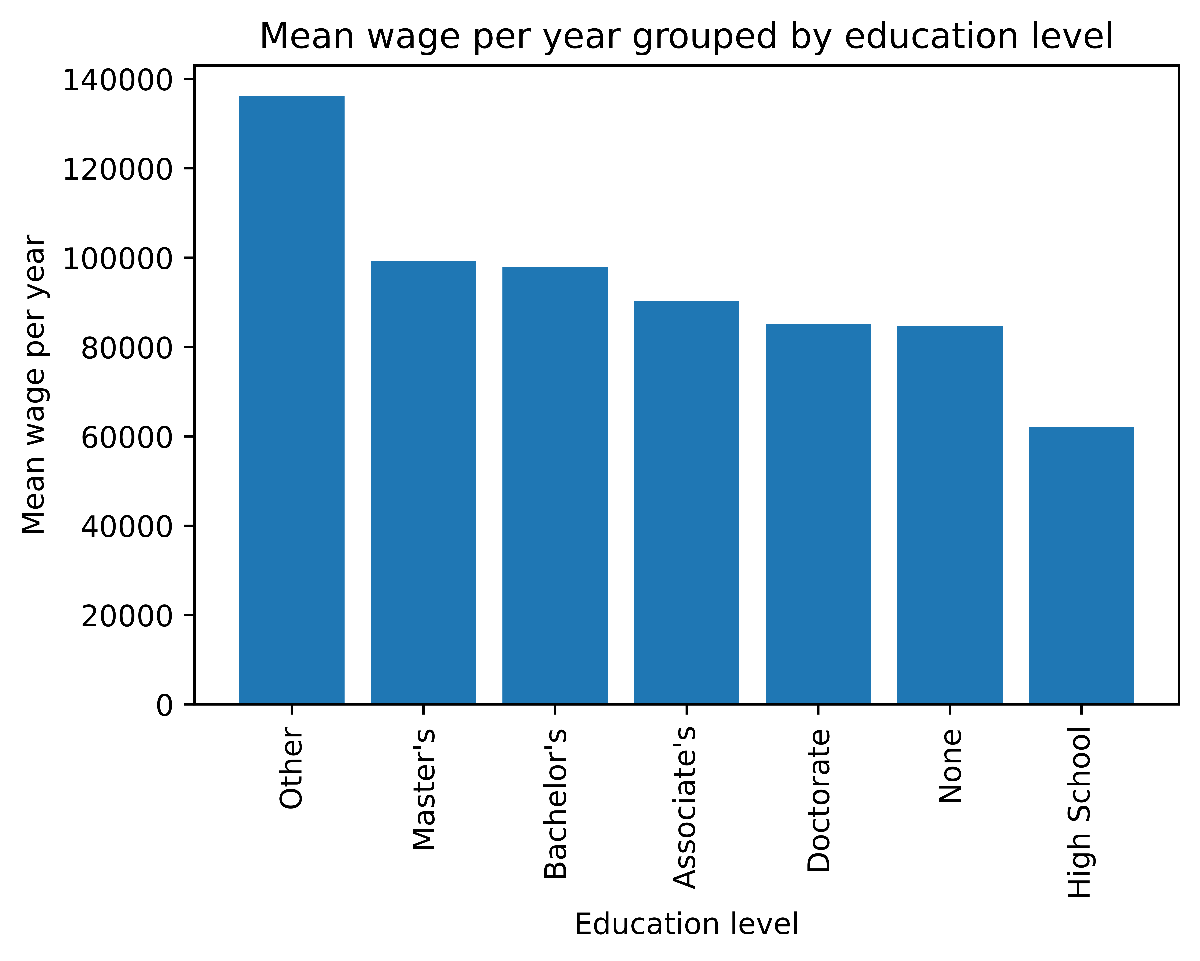 Mean wage per year grouped by education level
Mean wage per year
140000
120000
100000
80000
60000
40000
20000
0
Other
Master's
Bachelor's
Associate's
Doctorate
None
High School
Education level